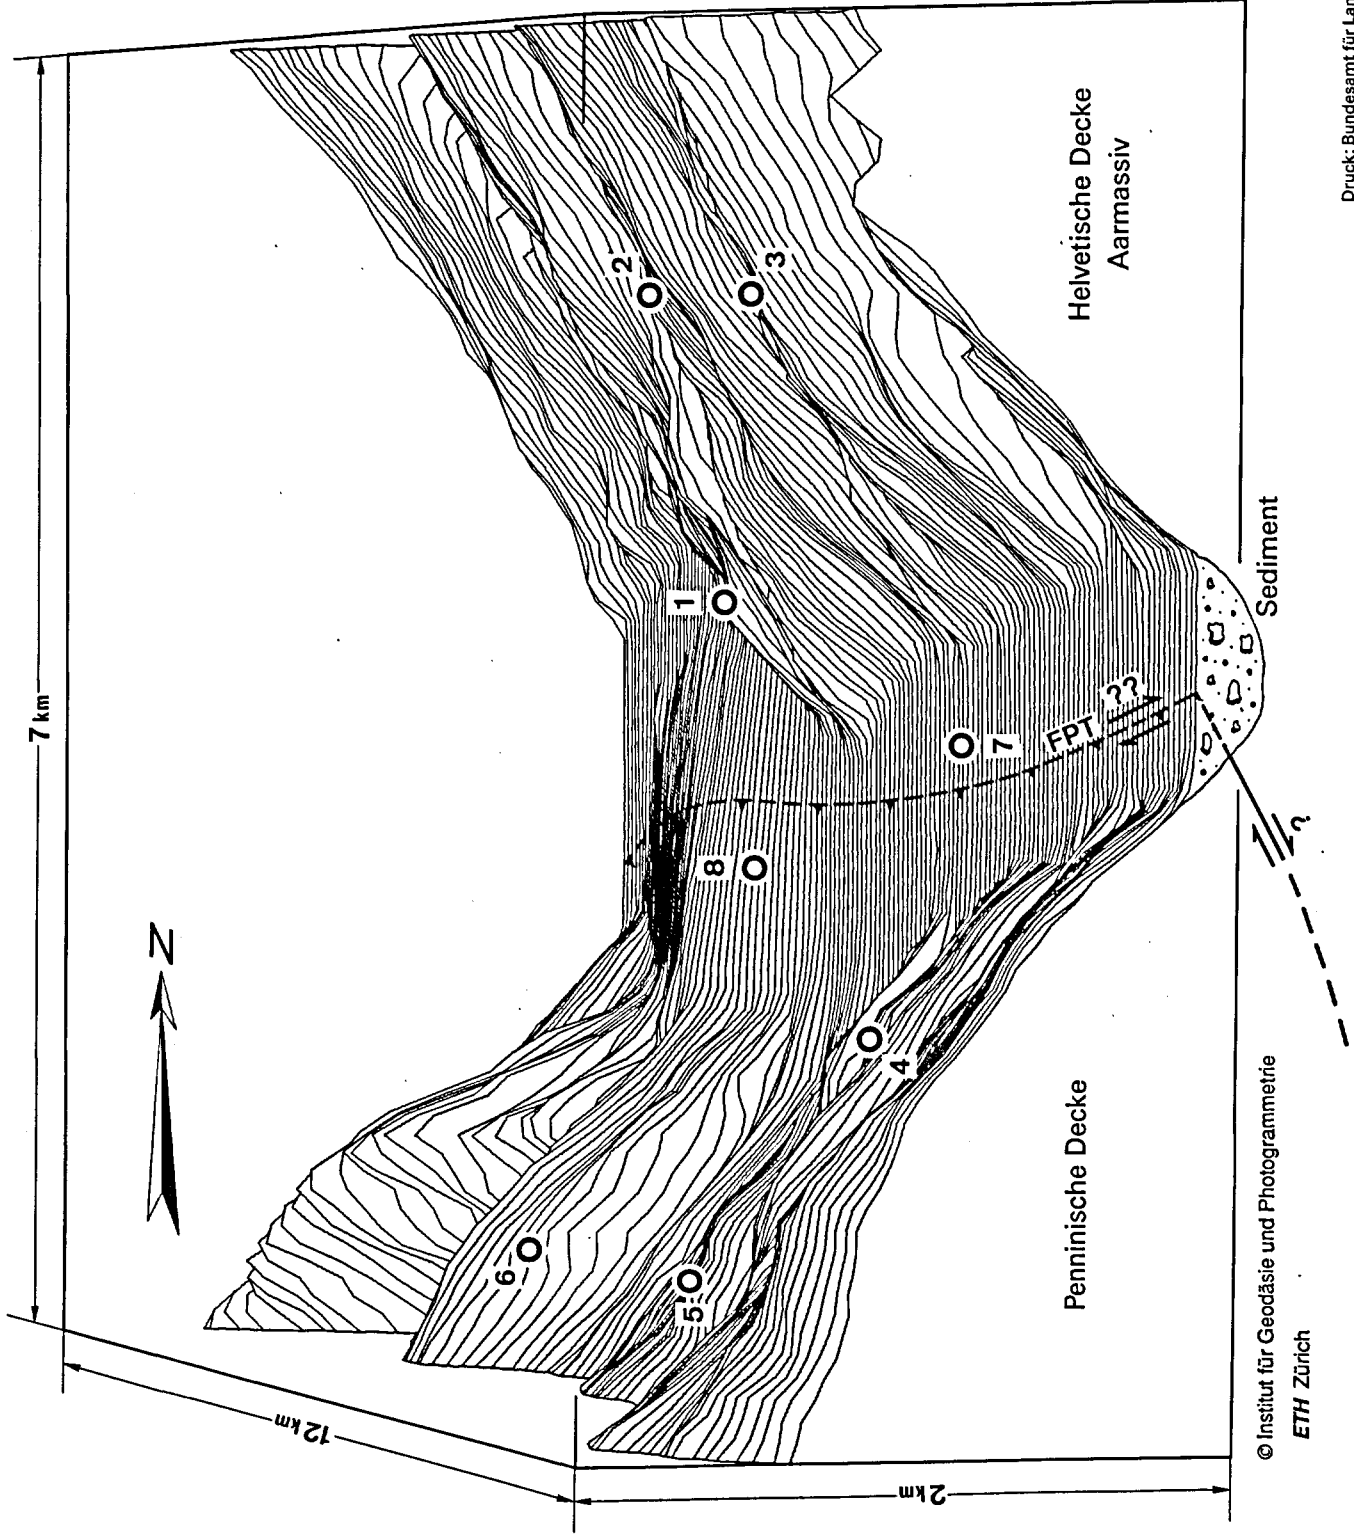 7 km
12 km
2 km
N
1
2
3
4
5
6
7
8
FPT ??
?
Helvetische Decke
Aarmassiv
Penninische Decke
Sediment
© Institut für Geodäsie und Photogrammetrie
ETH Zürich
Druck: Bundesamt für